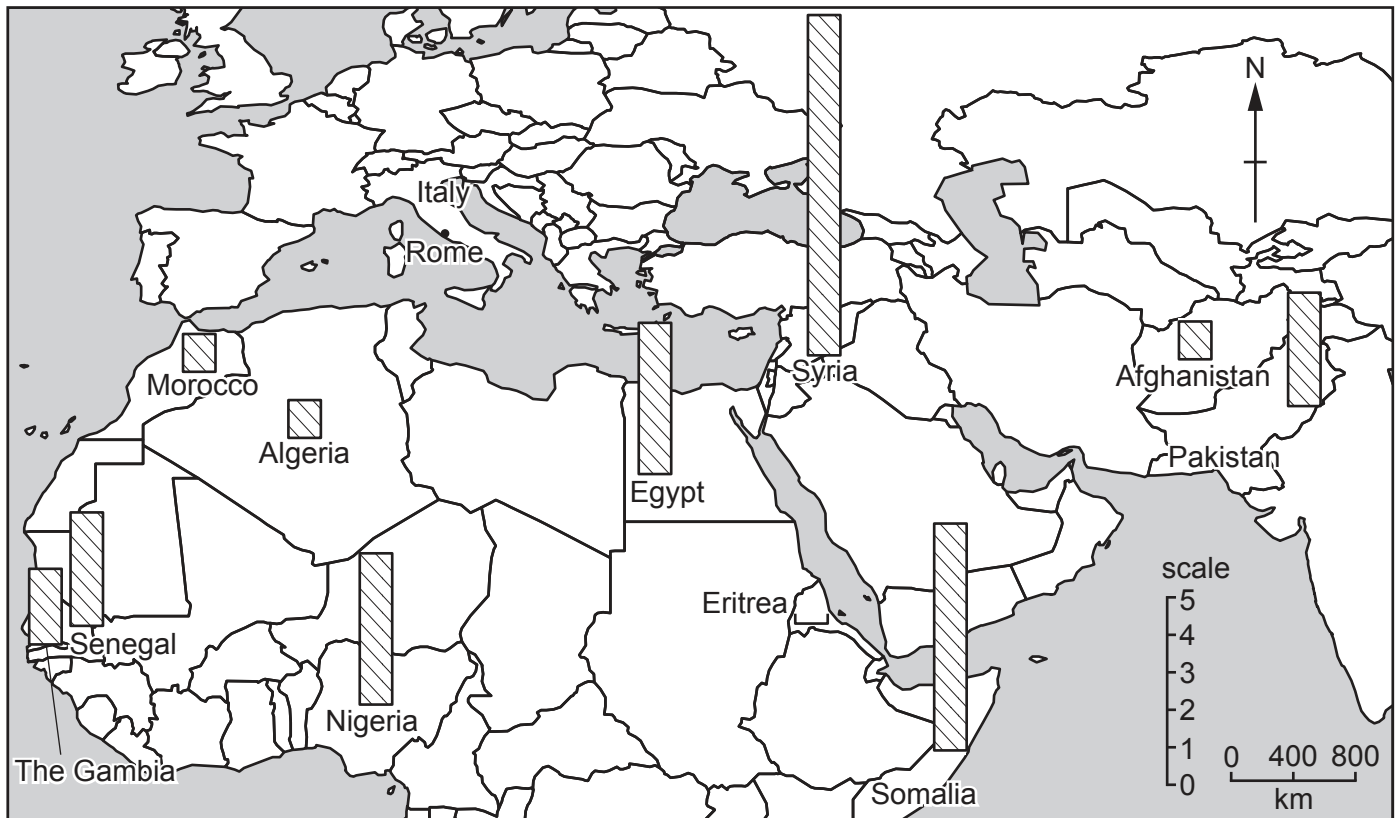 N
Italy
Rome
Morocco
Syria
Afghanistan
Algeria
Pakistan
Egypt
scale
5
4
3
2
1
0
Eritrea
Senegal
Nigeria
The Gambia
Somalia
0 400 800
km